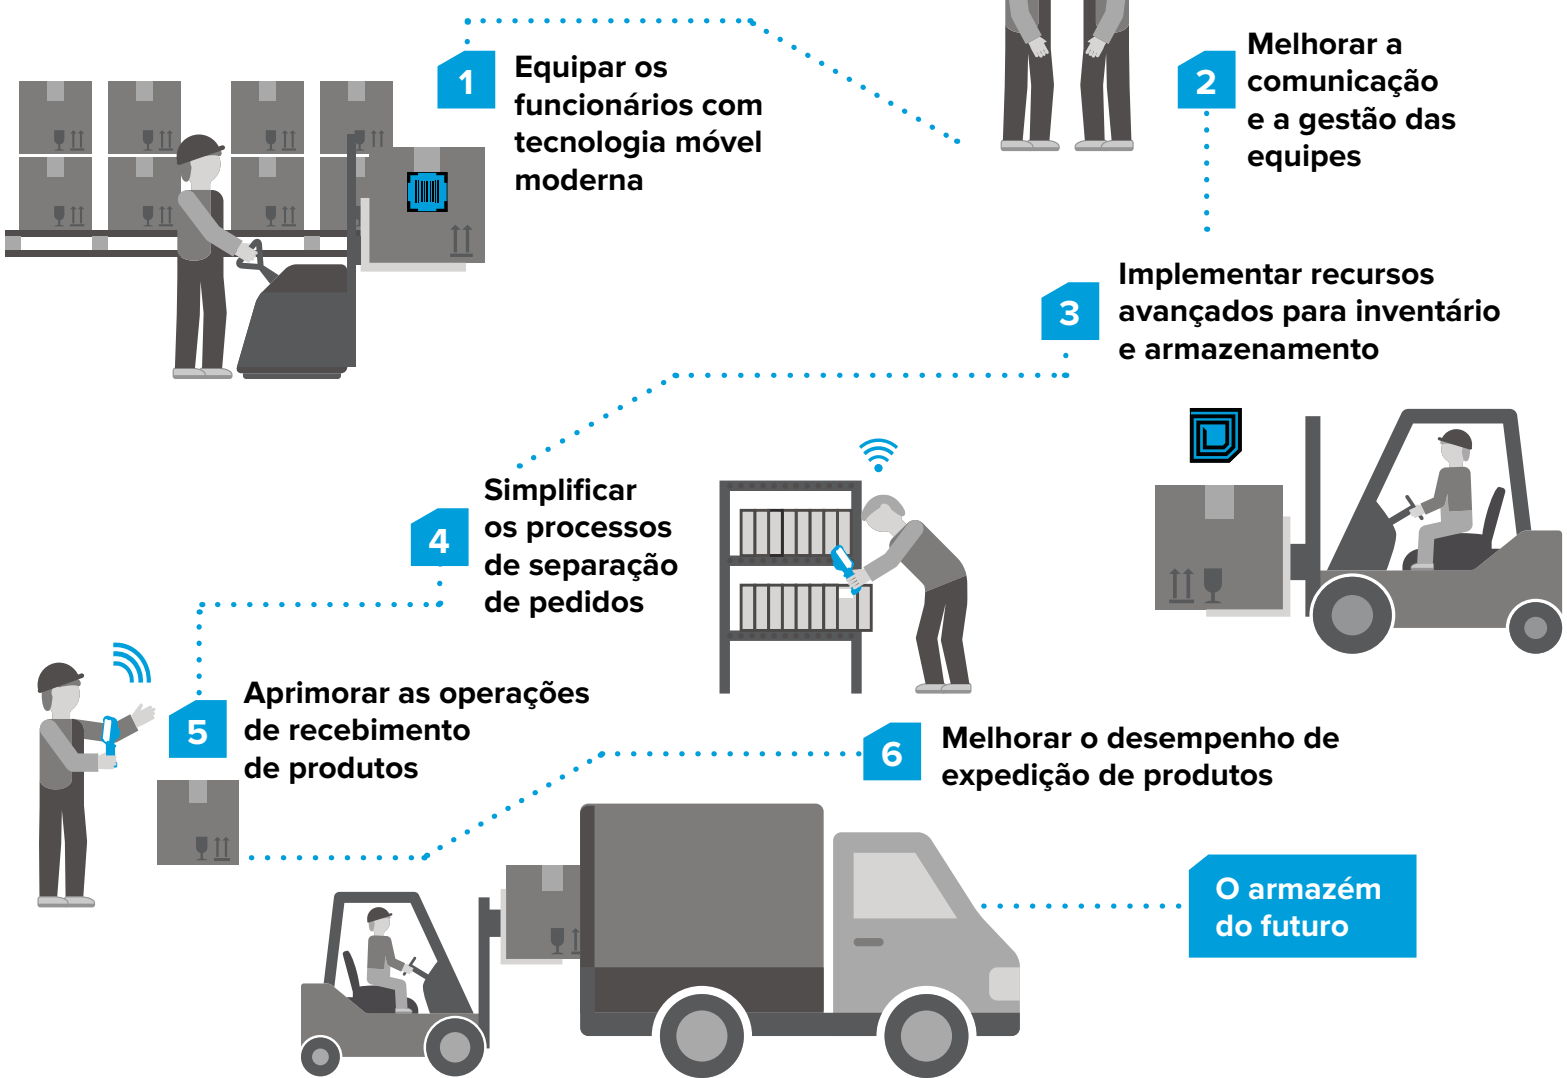 1
Equipar os
funcionários com
tecnologia móvel
moderna
2
Melhorar a
comunicação
e a gestão das
equipes
3
Implementar recursos
avançados para inventário
e armazenamento
4
Simplificar
os processos
de separação
de pedidos
5
Aprimorar as operações
de recebimento
de produtos
6
Melhorar o desempenho de
expedição de produtos
O armazém
do futuro